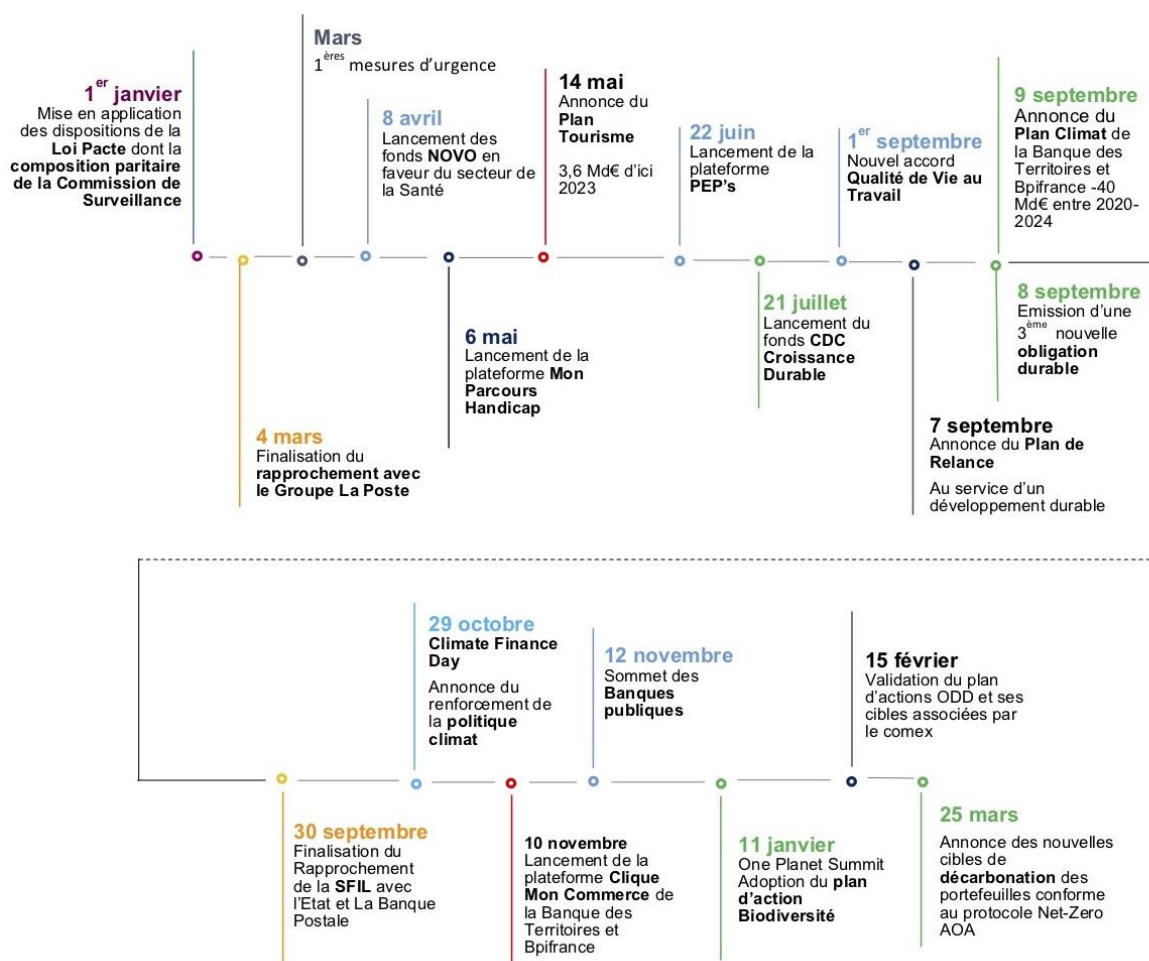 1er janvier
Mise en application
des dispositions de la
Loi Pacte dont la
composition paritaire
de la Commission de
Surveillance
4 mars
Finalisation du
rapprochement avec
le Groupe La Poste
Mars
1ères mesures d'urgence
8 avril
Lancement des
fonds NOVO en
faveur du secteur de
la Santé
6 mai
Lancement de la
plateforme Mon
Parcours
Handicap
14 mai
Annonce du
Plan
Tourisme
3,6 Md€ d'ici
2023
22 juin
Lancement de la
plateforme
PEP's
21 juillet
Lancement du
fonds CDC
Croissance
Durable
1er septembre
Nouvel accord
Qualité de Vie au
Travail
7 septembre
Annonce du Plan de
Relance
Au service d'un
développement durable
9 septembre
Annonce du
Plan Climat de
la Banque des
Territoires et
Bpifrance -40
Md€ entre 2020-
2024
8 septembre
Emission d'une
3ème nouvelle
obligation
durable
30 septembre
Finalisation du
Rapprochement
de la SFIL avec
l'Etat et La Banque
Postale
29 octobre
Climate Finance
Day
Annonce du
renforcement de
la politique
climat
10 novembre
Lancement de la
plateforme Clique
Mon Commerce de
la Banque des
Territoires et
Bpifrance
12 novembre
Sommet des
Banques
publiques
11 janvier
One Planet Summit
Adoption du plan
d'action
Biodiversité
15 février
Validation du plan
d'actions ODD et ses
cibles associées par
le comex
25 mars
Annonce des nouvelles
cibles de
décarbonation des
portefeuilles conforme
au protocole Net-Zero
AOA